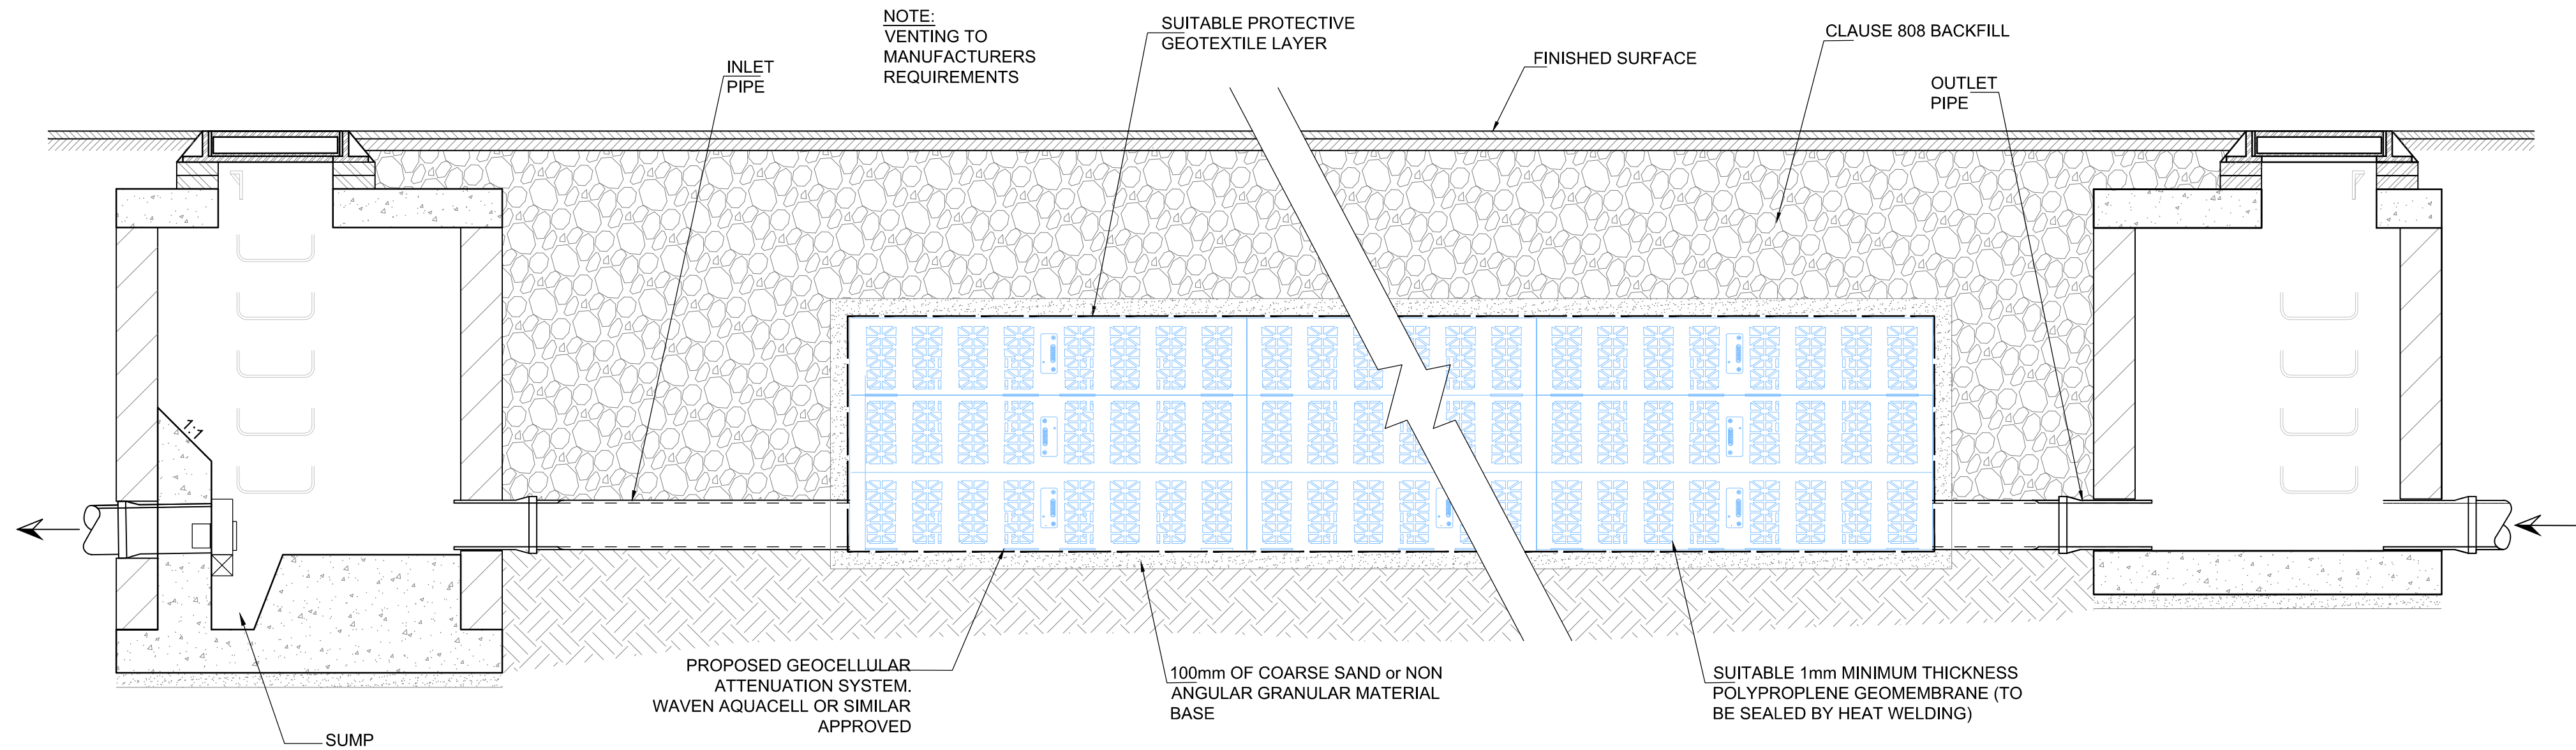 NOTE:
VENTING TO
MANUFACTURERS
REQUIREMENTS
SUITABLE PROTECTIVE
GEOTEXTILE LAYER
CLAUSE 808 BACKFILL
FINISHED SURFACE
INLET
PIPE
OUTLET
PIPE
1:1
PROPOSED GEOCELLULAR
ATTENUATION SYSTEM.
WAVEN AQUACELL OR SIMILAR
APPROVED
100mm OF COARSE SAND or NON
ANGULAR GRANULAR MATERIAL
BASE
SUITABLE 1mm MINIMUM THICKNESS
POLYPROPLENE GEOMEMBRANE (TO
BE SEALED BY HEAT WELDING)
SUMP